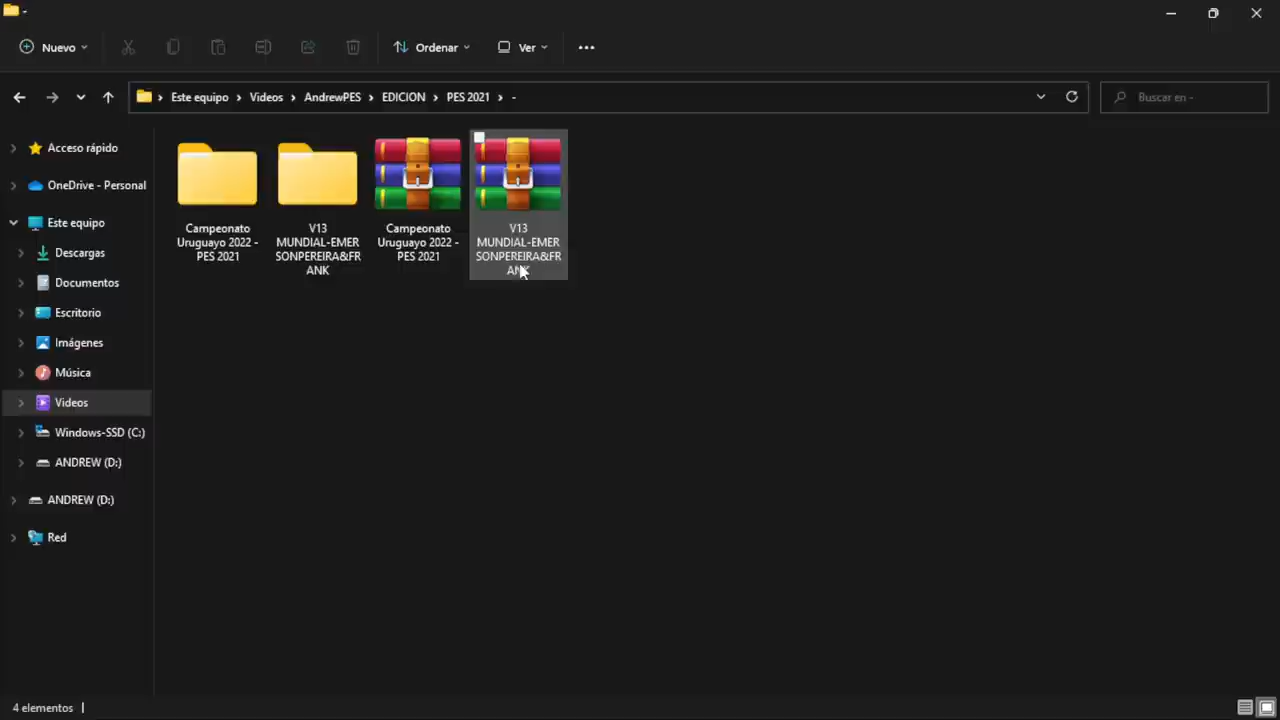 Nuevo
Ordenar
Ver
Este equipo
Videos
AndrewPES
EDICION
PES 2021
-
Buscar en -
Acceso rápido
OneDrive - Personal
Este equipo
Descargas
Documentos
Escritorio
Imágenes
Música
Videos
Windows-SSD (C:)
ANDREW (D:)
ANDREW (D:)
Red
Campeonato
Uruguayo 2022 -
PES 2021
V13
MUNDIAL-EMER
SONPEREIRA&FR
ANK
Campeonato
Uruguayo 2022 -
PES 2021
V13
MUNDIAL-EMER
SONPEREIRA&FR
ANK
4 elementos